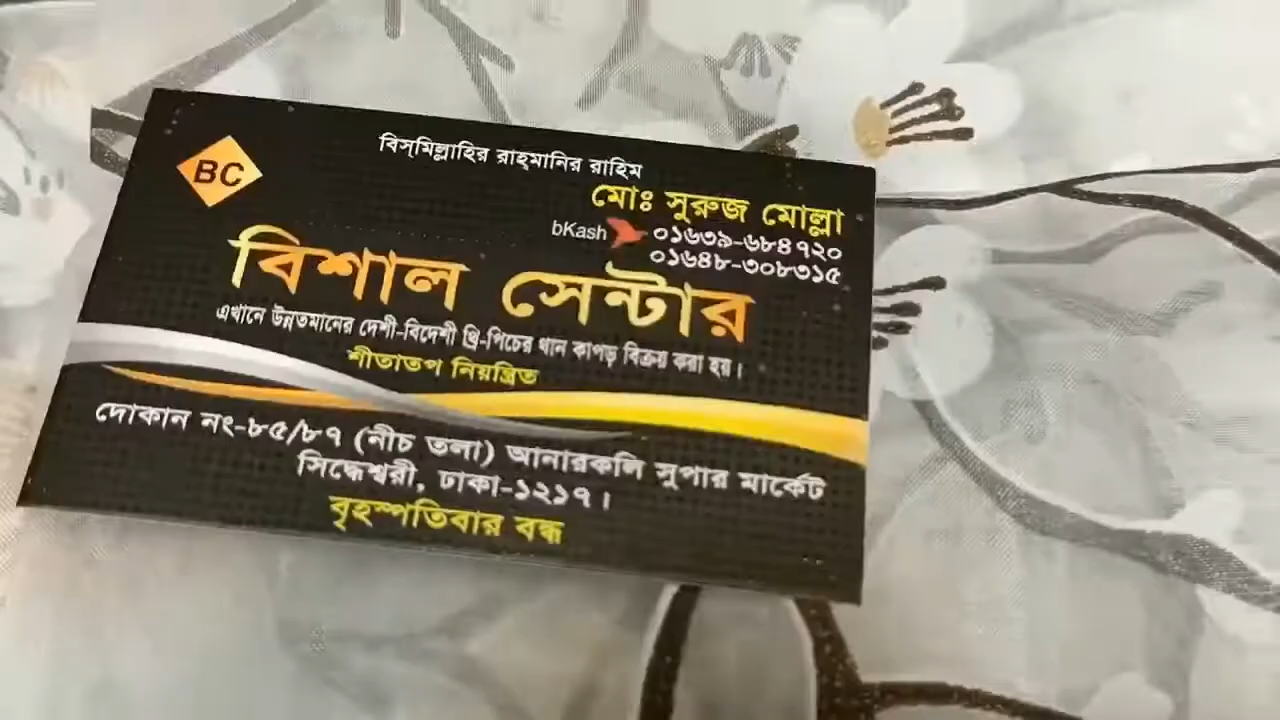 BC
বিস্‌মিল্লাহির রাহ্‌মানির রাহিম
মোঃ সুরুজ মোল্লা
bKash ০১৬৩৯-৬৮৪৭২০
০১৬৪৮-৩০৮৩১৫
বিশাল সেন্টার
এখানে উন্নতমানের দেশী-বিদেশী থ্রি-পিচের থান কাপড় বিক্রয় করা হয়।
শীতাতপ নিয়ন্ত্রিত
দোকান নং-৮৫/৮৭ (নীচ তলা) আনারকলি সুপার মার্কেট
সিদ্ধেশ্বরী, ঢাকা-১২১৭।
বৃহস্পতিবার বন্ধ